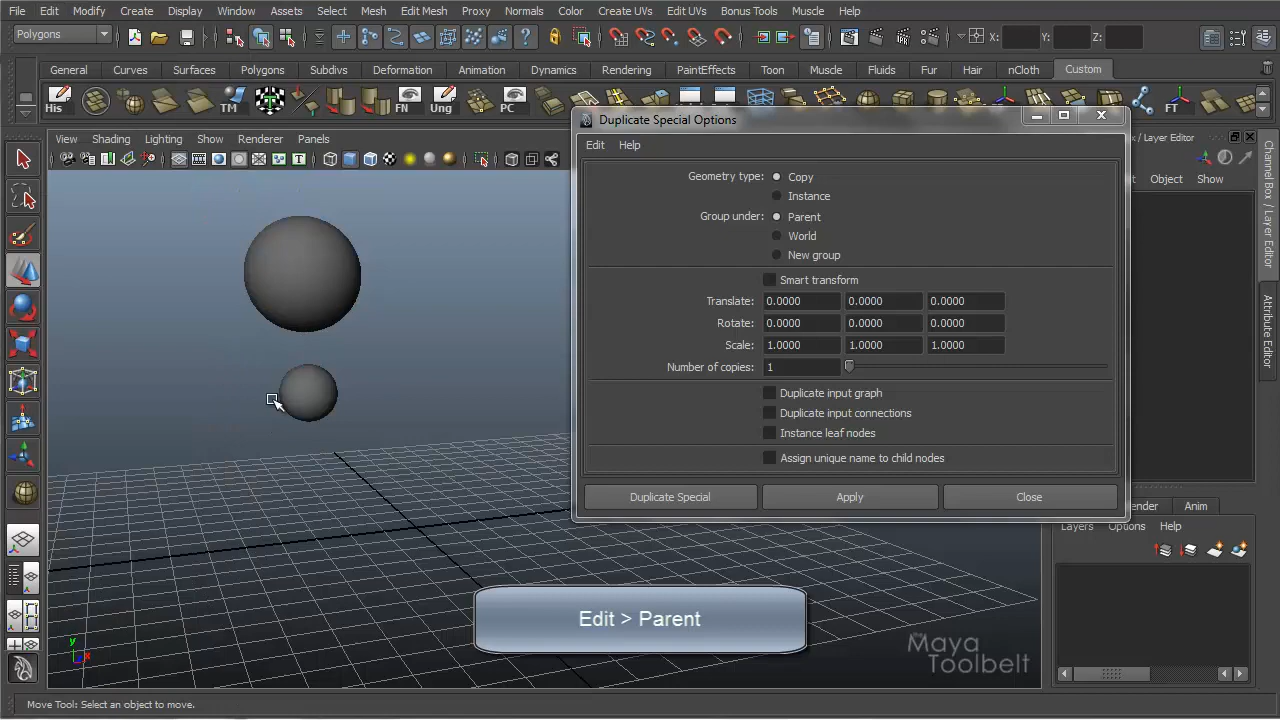 File Edit Modify Create Display Window Assets Select Mesh Edit Mesh Proxy Normals Color Create UVs Edit UVs Bonus Tools Muscle Help
Polygons X: Y: Z:
General Curves Surfaces Polygons Subdivs Deformation Animation Dynamics Rendering PaintEffects Toon Muscle Fluids Fur Hair nCloth Custom
His TM FN Ung PC FT
Duplicate Special Options
View Shading Lighting Show Renderer Panels
/ Layer Editor
Edit Help
Object Show
Channel Box / Layer Editor
Attribute Editor
Geometry type: Copy
Instance
Group under: Parent
World
New group
Smart transform
Translate: 0.0000 0.0000 0.0000
Rotate: 0.0000 0.0000 0.0000
Scale: 1.0000 1.0000 1.0000
Number of copies: 1
Duplicate input graph
Duplicate input connections
Instance leaf nodes
Assign unique name to child nodes
Duplicate Special Apply Close
ender Anim
Layers Options Help
Edit > Parent
the Maya
Toolbelt
y
x
Move Tool: Select an object to move.